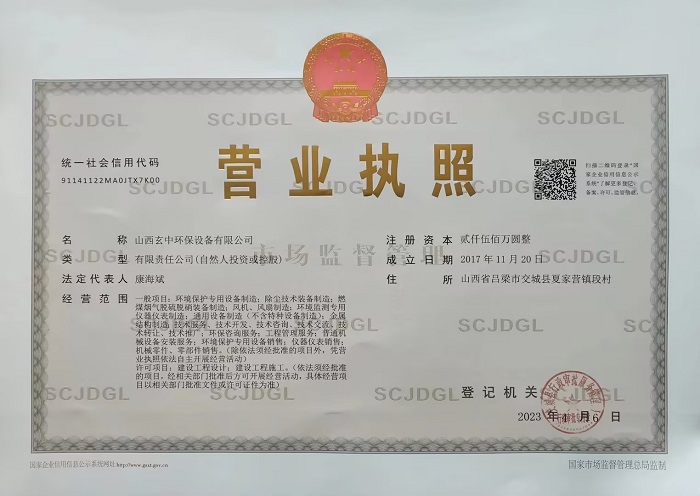 统一社会信用代码
91141122MA0JTX7K00
营业执照
扫描二维码登录“国
家企业信用信息公示
系统”了解更多登记、
备案、许可、监管信息。
名 称 山西玄中环保设备有限公司
类 型 有限责任公司(自然人投资或控股)
法定代表人 康海斌
经营范围 一般项目：环境保护专用设备制造；除尘技术装备制造；燃
煤烟气脱硫脱硝装备制造；风机、风扇制造；环境监测专用
仪器仪表制造；通用设备制造（不含特种设备制造）；金属
结构制造；技术服务、技术开发、技术咨询、技术交流、技
术转让、技术推广；环保咨询服务；工程管理服务；普通机
械设备安装服务；环境保护专用设备销售；仪器仪表销售；
机械零件、零部件销售。（除依法须经批准的项目外，凭营
业执照依法自主开展经营活动）
许可项目：建设工程设计；建设工程施工。（依法须经批准
的项目，经相关部门批准后方可开展经营活动，具体经营项
目以相关部门批准文件或许可证件为准）
注册资本 贰仟伍佰万圆整
成立日期 2017年11月20日
住 所 山西省吕梁市交城县夏家营镇段村
市场监督管理
SCJDGL SCJDGL SCJDGL
SCJDGL SCJDGL
SCJDGL SCJDGL
SCJDGL SCJDGL
SCJDGL SCJDGL SCJDGL
登记机关
2023年 月6日
国家企业信用信息公示系统网址 http://www.gsxt.gov.cn
国家市场监督管理总局监制